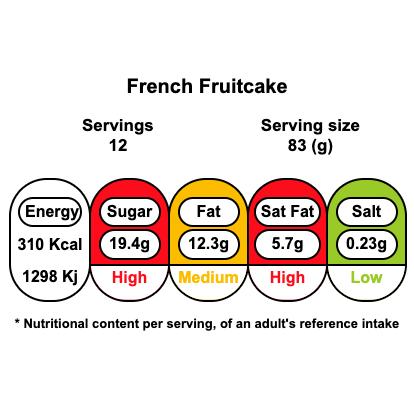 French Fruitcake
Servings Serving size
12 83 (g)
Energy Sugar Fat Sat Fat Salt
310 Kcal 19.4g 12.3g 5.7g 0.23g
1298 Kj High Medium High Low
* Nutritional content per serving, of an adult's reference intake